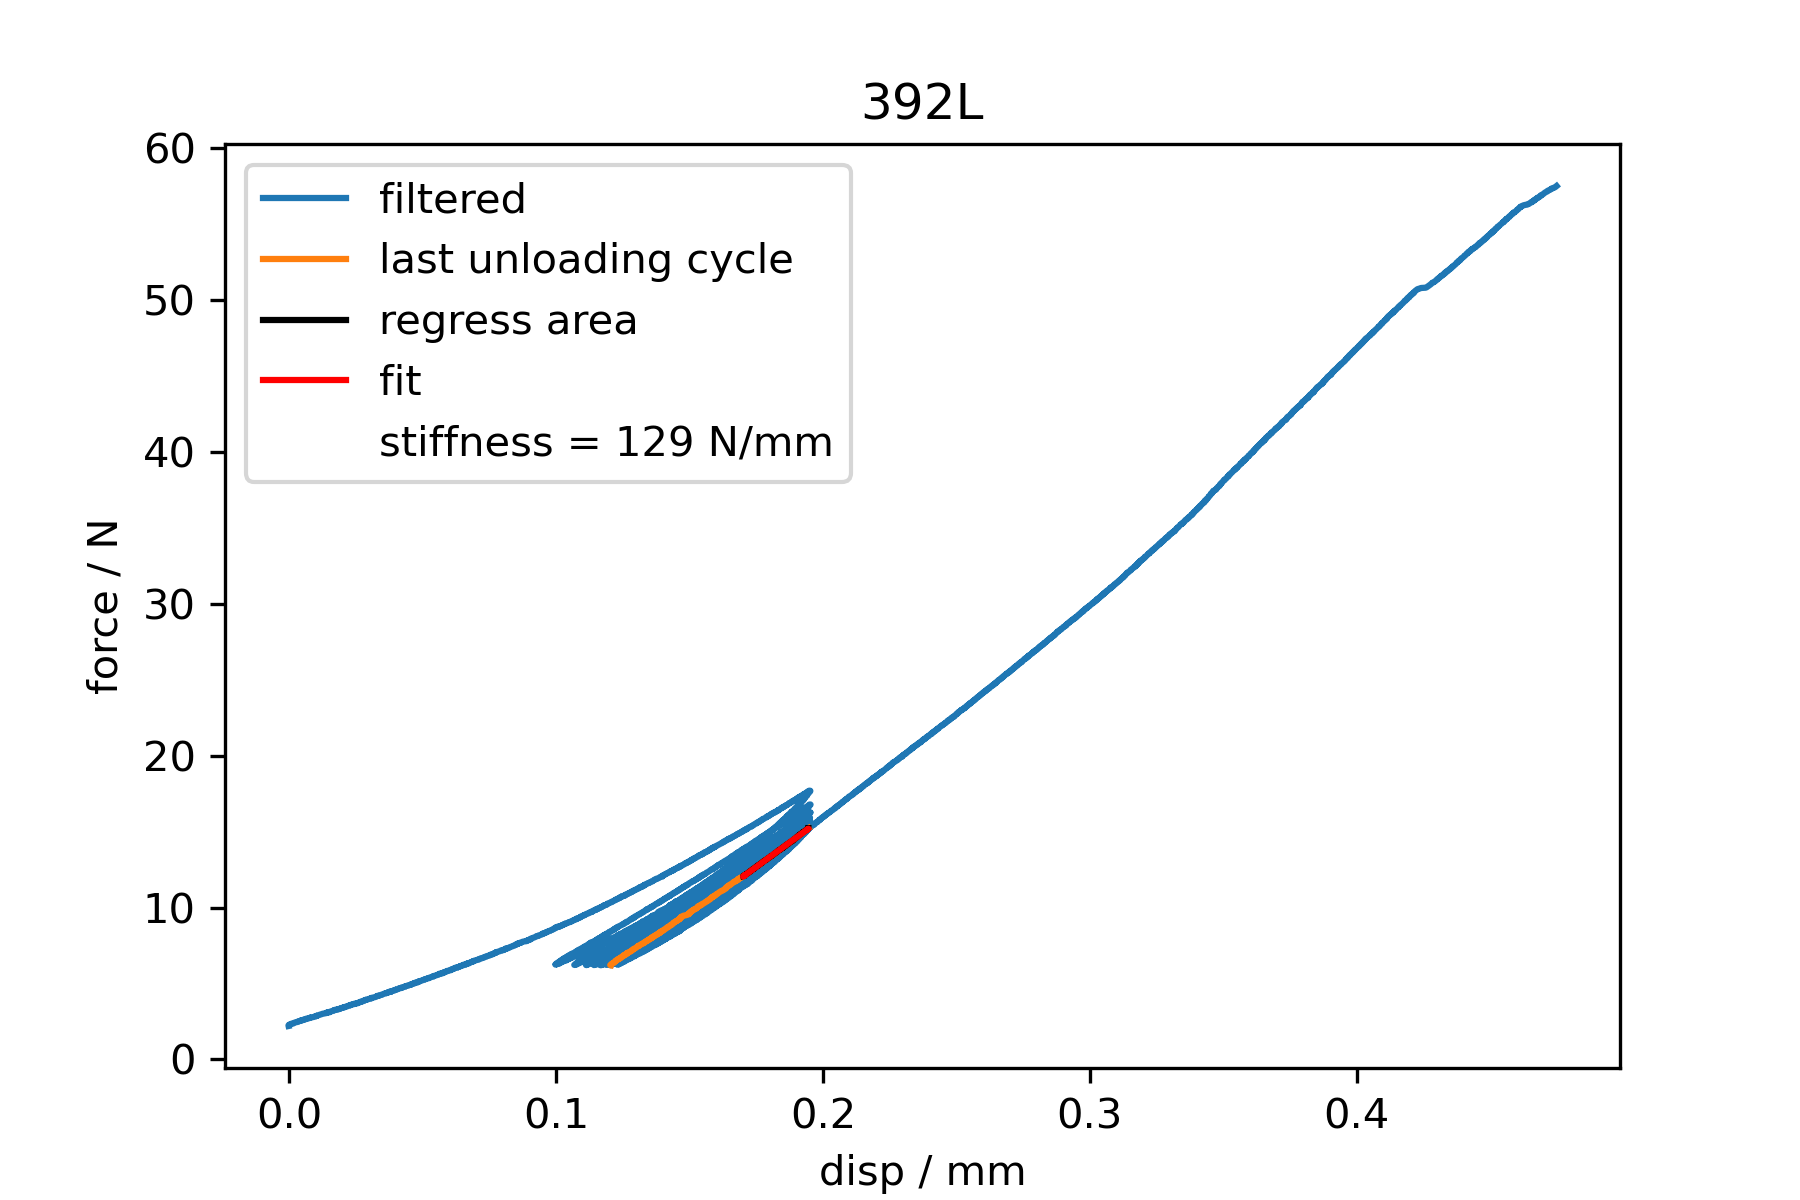 392L
60
50
40
30
20
10
0
force / N
filtered
last unloading cycle
regress area
fit
stiffness = 129 N/mm
0.0 0.1 0.2 0.3 0.4
disp / mm